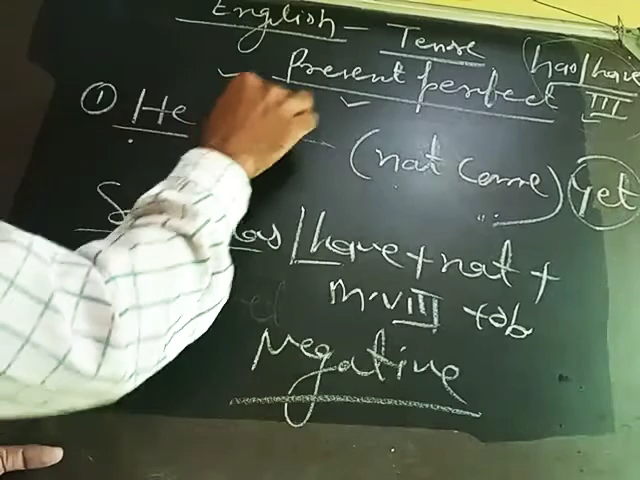 English - Tense
Present perfect has/have III
① He — (not come) Yet
has/have + not +
M.V III + ob
Negative